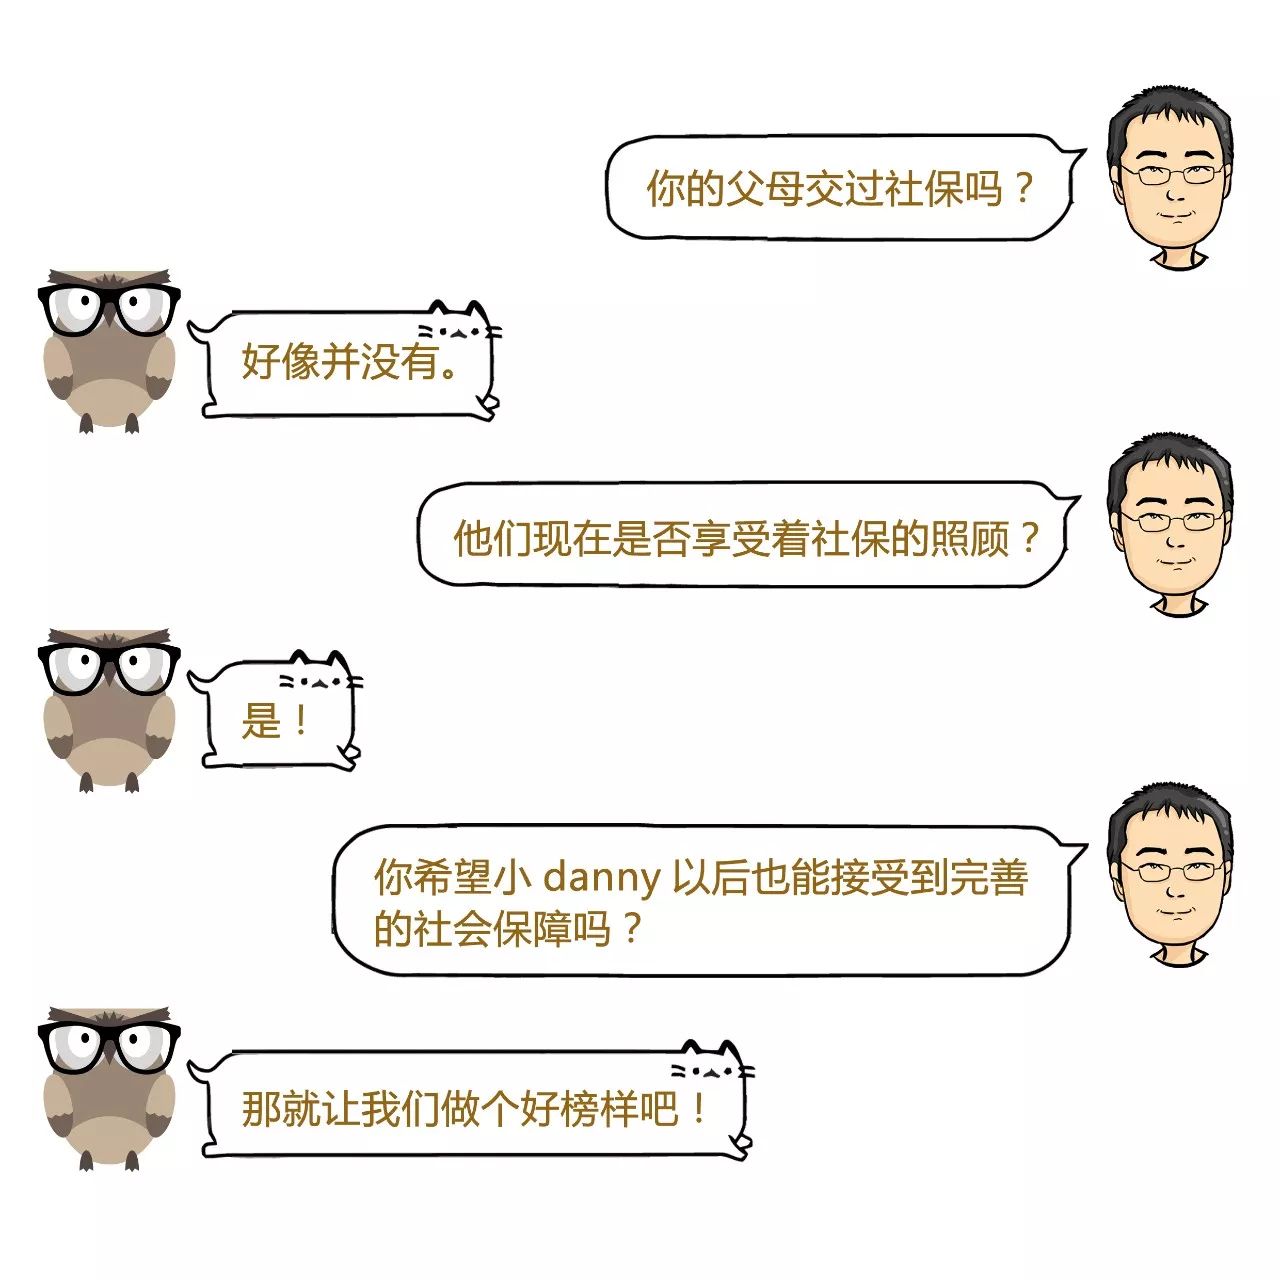 你的父母交过社保吗？
好像并没有。
他们现在是否享受着社保的照顾？
是！
你希望小 danny 以后也能接受到完善
的社会保障吗？
那就让我们做个好榜样吧！